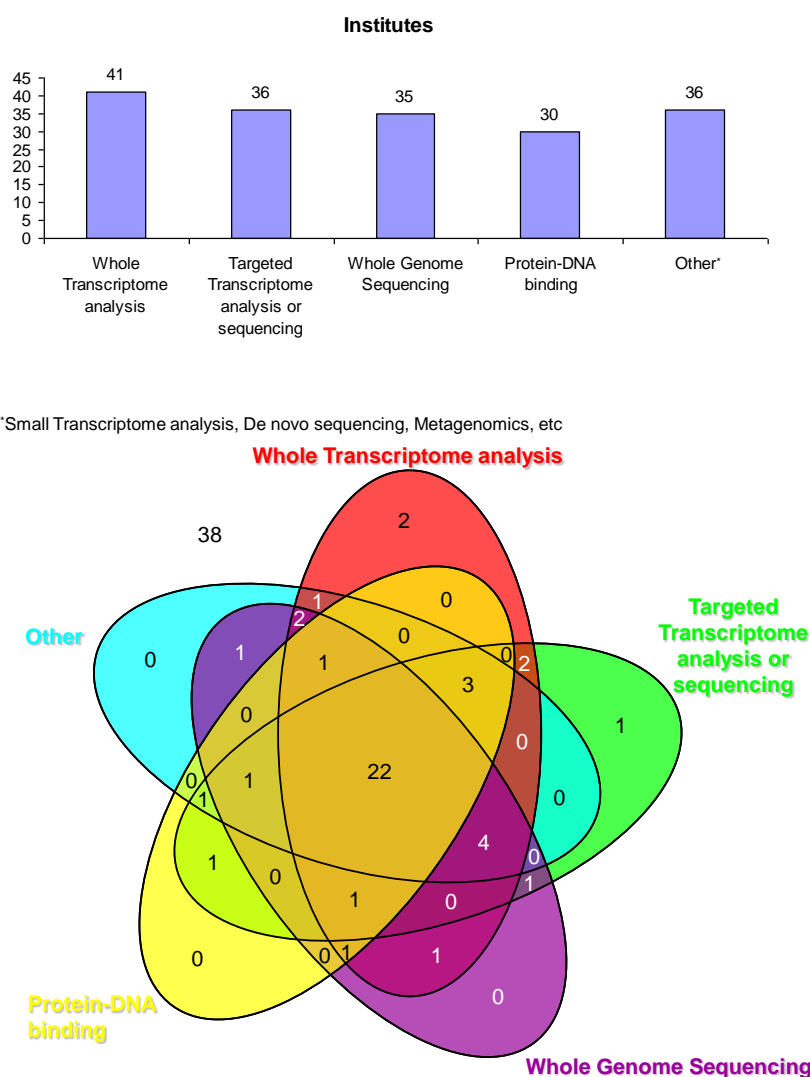 Institutes
41
36
35
30
36
45
40
35
30
25
20
15
10
5
0
Whole
Transcriptome
analysis
Targeted
Transcriptome
analysis or
sequencing
Whole Genome
Sequencing
Protein-DNA
binding
Other*
*Small Transcriptome analysis, De novo sequencing, Metagenomics, etc
Whole Transcriptome analysis
2
38
Targeted
Transcriptome
analysis or
sequencing
Other
1
0
2
0
0
1
1
0
2
3
0
1
0
0
22
1
0
0
1
4
0
1
0
1
1
0
0
1
1
0
0
0
Protein-DNA
binding
Whole Genome Sequencing